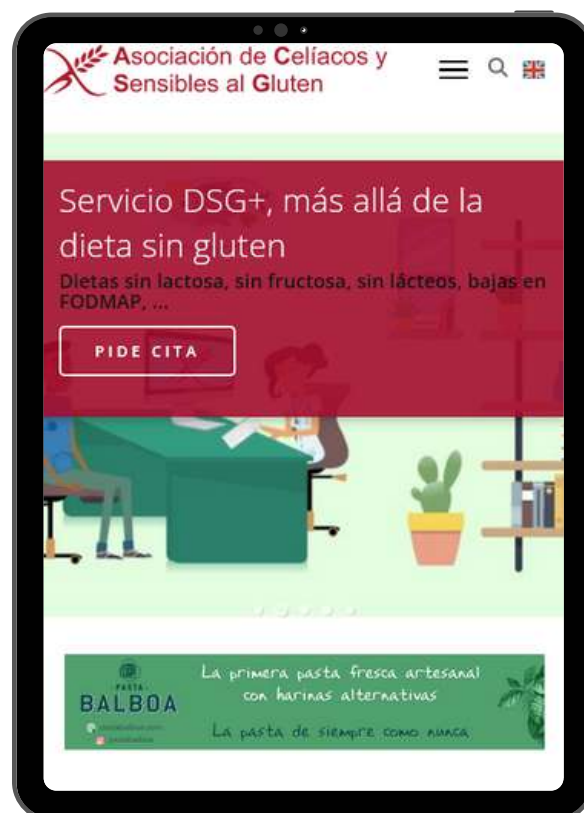 Asociación de Celíacos y
Sensibles al Gluten
Servicio DSG+, más allá de la
dieta sin gluten
Dietas sin lactosa, sin fructosa, sin lácteos, bajas en
FODMAP, ...
PIDE CITA
PASTA
BALBOA
La primera pasta fresca artesanal
con harinas alternativas
La pasta de siempre como nunca